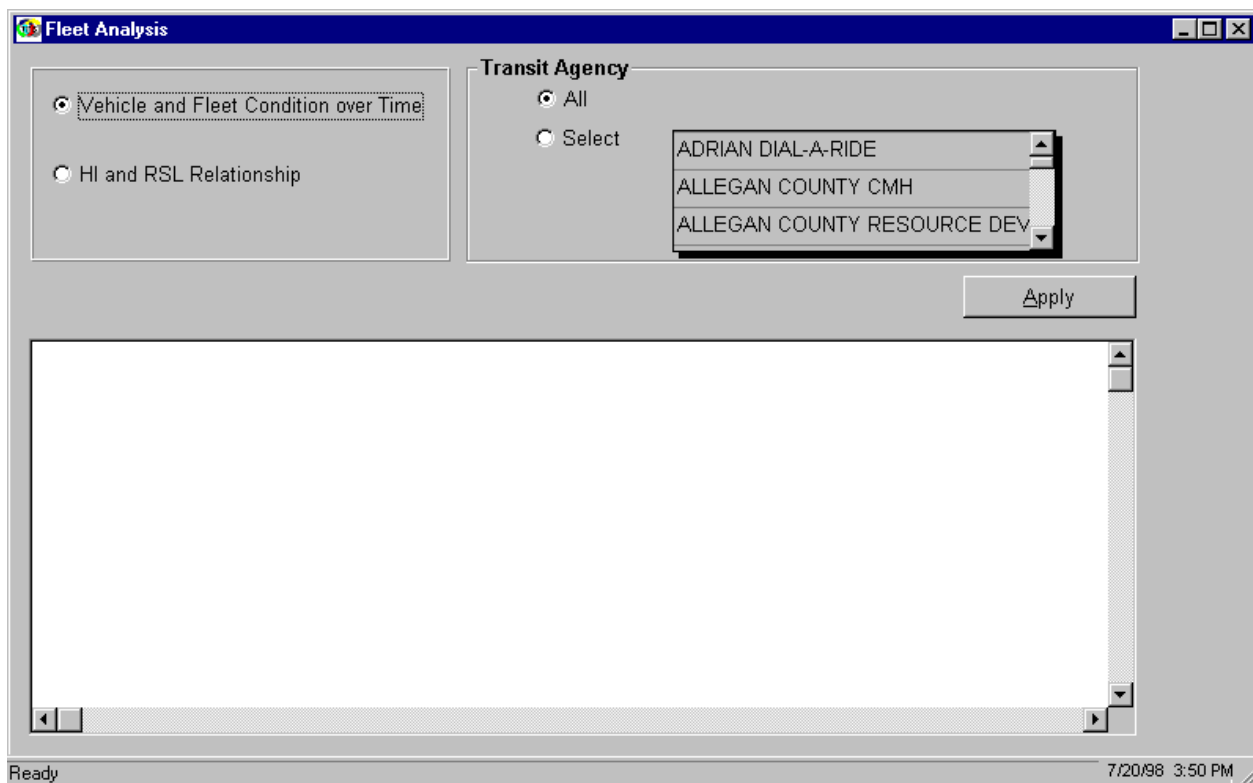 Fleet Analysis
Vehicle and Fleet Condition over Time
HI and RSL Relationship
Transit Agency
All
Select
ADRIAN DIAL-A-RIDE
ALLEGAN COUNTY CMH
ALLEGAN COUNTY RESOURCE DEV
Apply
Ready
7/20/98 3:50 PM